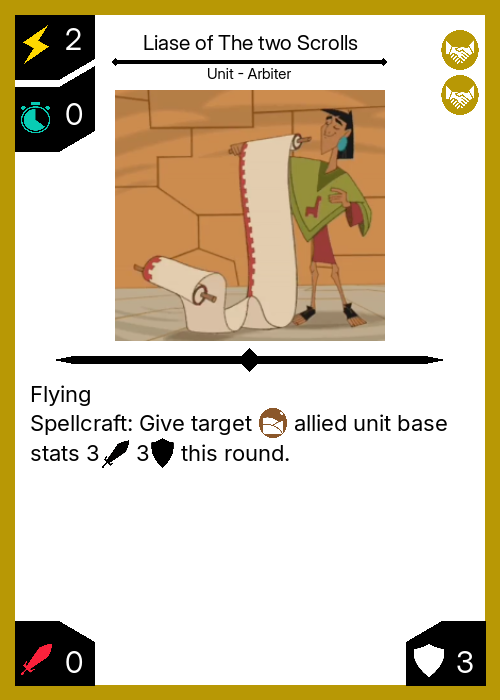 2
Liase of The two Scrolls
Unit - Arbiter
0
Flying
Spellcraft: Give target allied unit base
stats 3 3 this round.
0
3